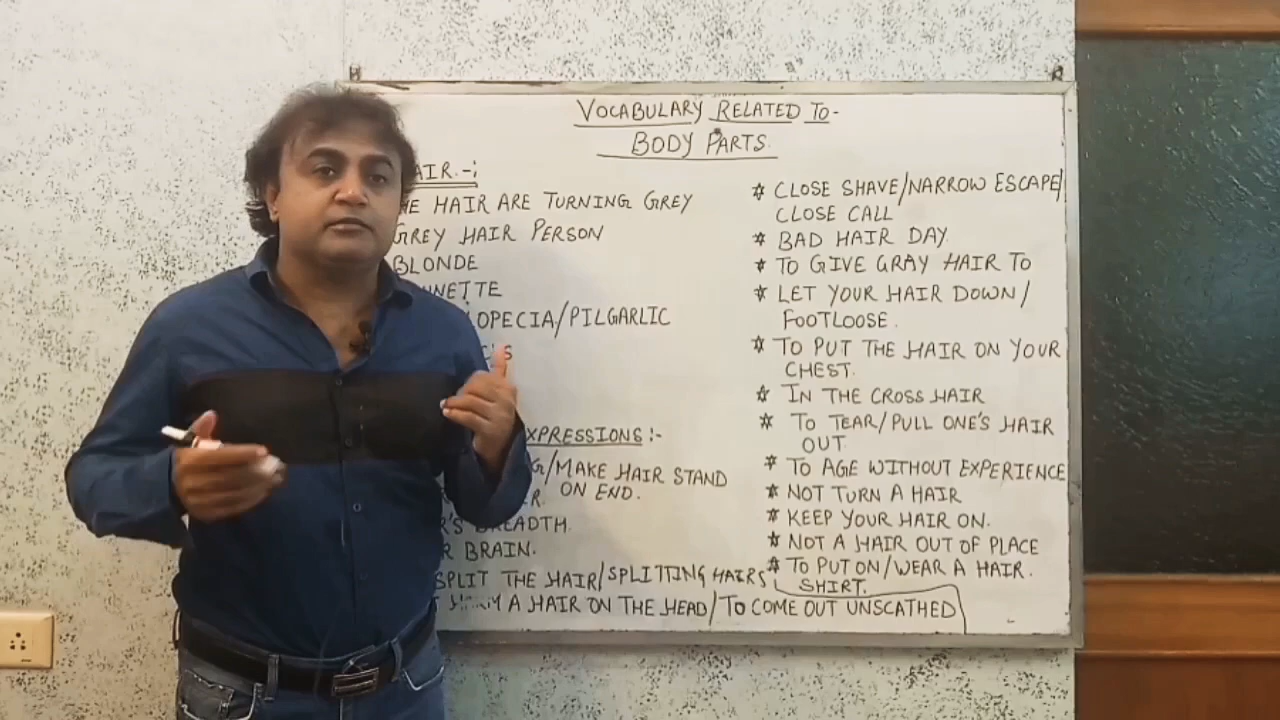 VOCABULARY RELATED TO-
BODY PARTS.
AIR.-:
HE HAIR ARE TURNING GREY
GREY HAIR PERSON
BLONDE
NNETTE
LOPECIA/PILGARLIC
XPRESSIONS:-
G/MAKE HAIR STAND
ON END.
R'S BREADTH.
R BRAIN.
SPLIT THE HAIR/SPLITTING HAIRS
A HAIR ON THE HEAD/TO COME OUT UNSCATHED
* CLOSE SHAVE/NARROW ESCAPE/
CLOSE CALL
* BAD HAIR DAY
* TO GIVE GRAY HAIR TO
* LET YOUR HAIR DOWN/
FOOTLOOSE.
* TO PUT THE HAIR ON YOUR
CHEST.
* IN THE CROSS HAIR
* TO TEAR/PULL ONE'S HAIR
OUT
* TO AGE WITHOUT EXPERIENCE
* NOT TURN A HAIR
* KEEP YOUR HAIR ON.
* NOT A HAIR OUT OF PLACE
* TO PUT ON/WEAR A HAIR.
SHIRT.